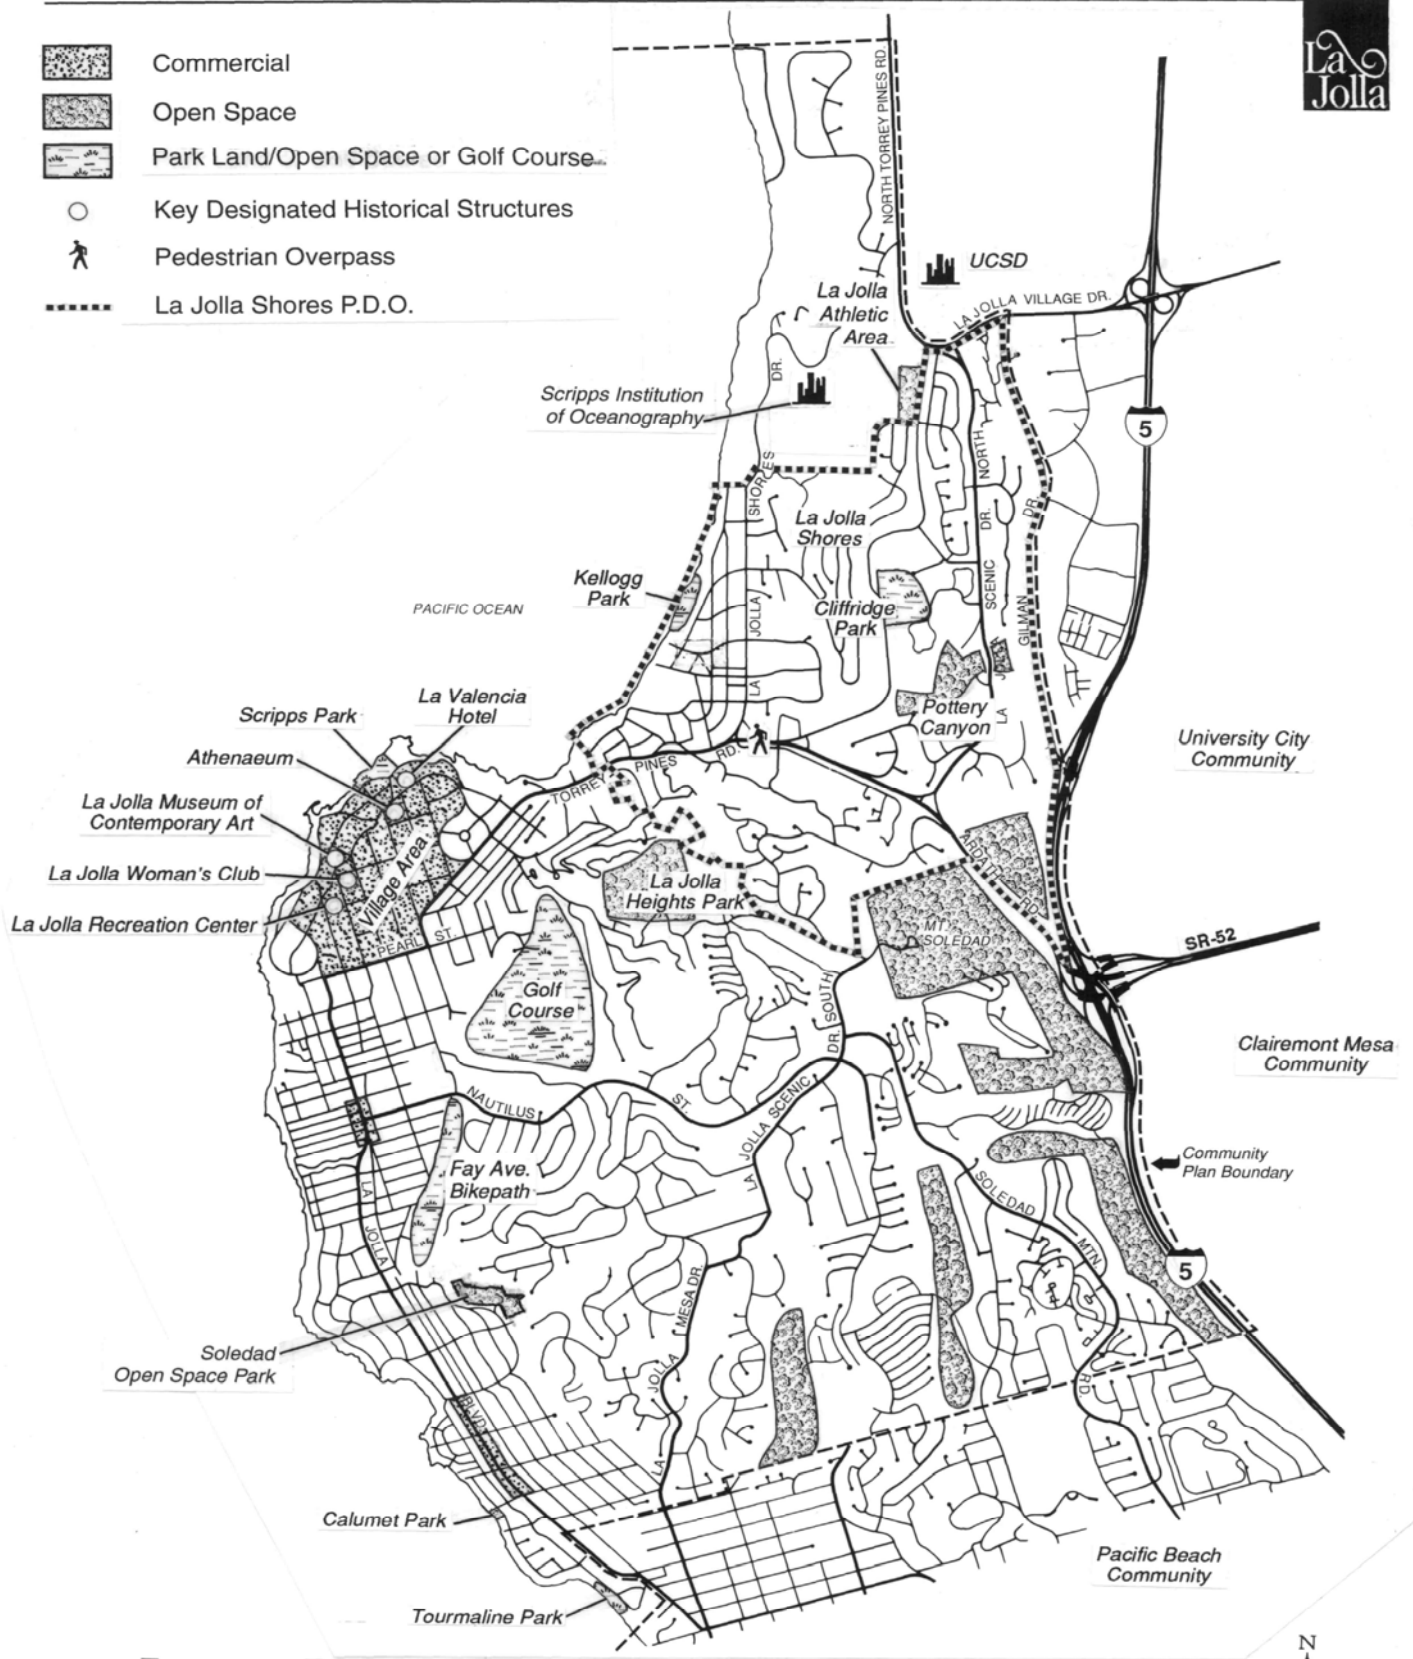 La
Jolla
Commercial
Open Space
Park Land/Open Space or Golf Course
Key Designated Historical Structures
Pedestrian Overpass
La Jolla Shores P.D.O.
NORTH TORREY PINES RD.
UCSD
LA JOLLA VILLAGE DR.
La Jolla
Athletic
Area
DR.
Scripps Institution
of Oceanography
5
NORTH
SHORES
DR.
La Jolla
Shores
DR.
SCENIC
Kellogg
Park
PACIFIC OCEAN
JOLLA
Cliffridge
Park
GILMAN
LA
JOLLA
La Valencia
Hotel
Scripps Park
Pottery
Canyon
LA
Athenaeum
TORREY
PINES
RD.
University City
Community
La Jolla Museum of
Contemporary Art
La Jolla Woman's Club
Village Area
La Jolla
Heights Park
ARDATH
RD.
La Jolla Recreation Center
PEARL ST.
MT.
SOLEDAD
SR-52
Golf
Course
DR. SOUTH
Clairemont Mesa
Community
NAUTILUS
ST.
LA JOLLA SCENIC
Community
Plan Boundary
Fay Ave.
Bikepath
LA
JOLLA
SOLEDAD
MTN.
5
MESA DR.
Soledad
Open Space Park
JOLLA
RD.
BLVD.
LA
Calumet Park
Pacific Beach
Community
Tourmaline Park
N